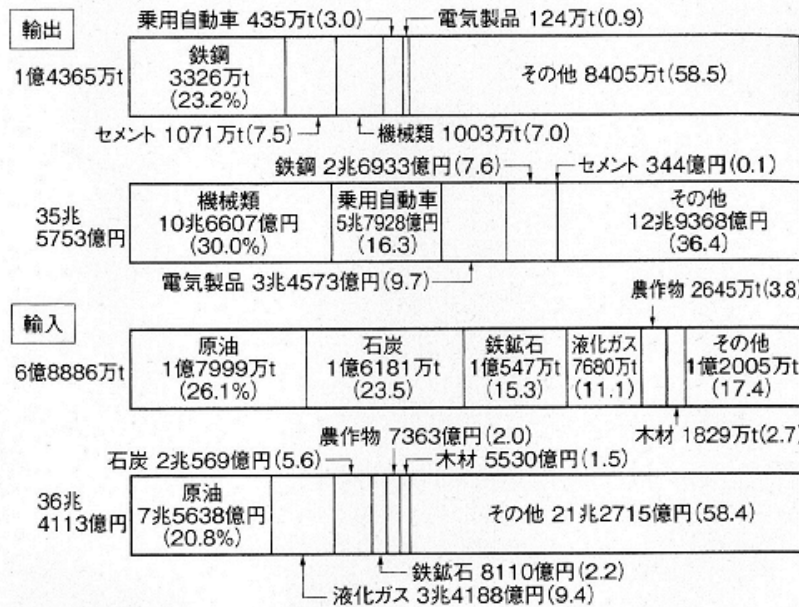 輸出
乗用自動車 435万t(3.0)
電気製品 124万t(0.9)
1億4365万t
鉄鋼
3326万t
(23.2%)
その他 8405万t(58.5)
セメント 1071万t(7.5)
機械類 1003万t(7.0)
鉄鋼 2兆6933億円(7.6)
セメント 344億円(0.1)
35兆
5753億円
機械類
10兆6607億円
(30.0%)
乗用自動車
5兆7928億円
(16.3)
その他
12兆9368億円
(36.4)
電気製品 3兆4573億円(9.7)
輸入
農作物 2645万t(3.8)
6億8886万t
原油
1億7999万t
(26.1%)
石炭
1億6181万t
(23.5)
鉄鉱石
1億547万t
(15.3)
液化ガス
7680万t
(11.1)
その他
1億2005万t
(17.4)
木材 1829万t(2.7)
農作物 7363億円(2.0)
石炭 2兆569億円(5.6)
木材 5530億円(1.5)
36兆
4113億円
原油
7兆5638億円
(20.8%)
その他 21兆2715億円(58.4)
鉄鉱石 8110億円(2.2)
液化ガス 3兆4188億円(9.4)